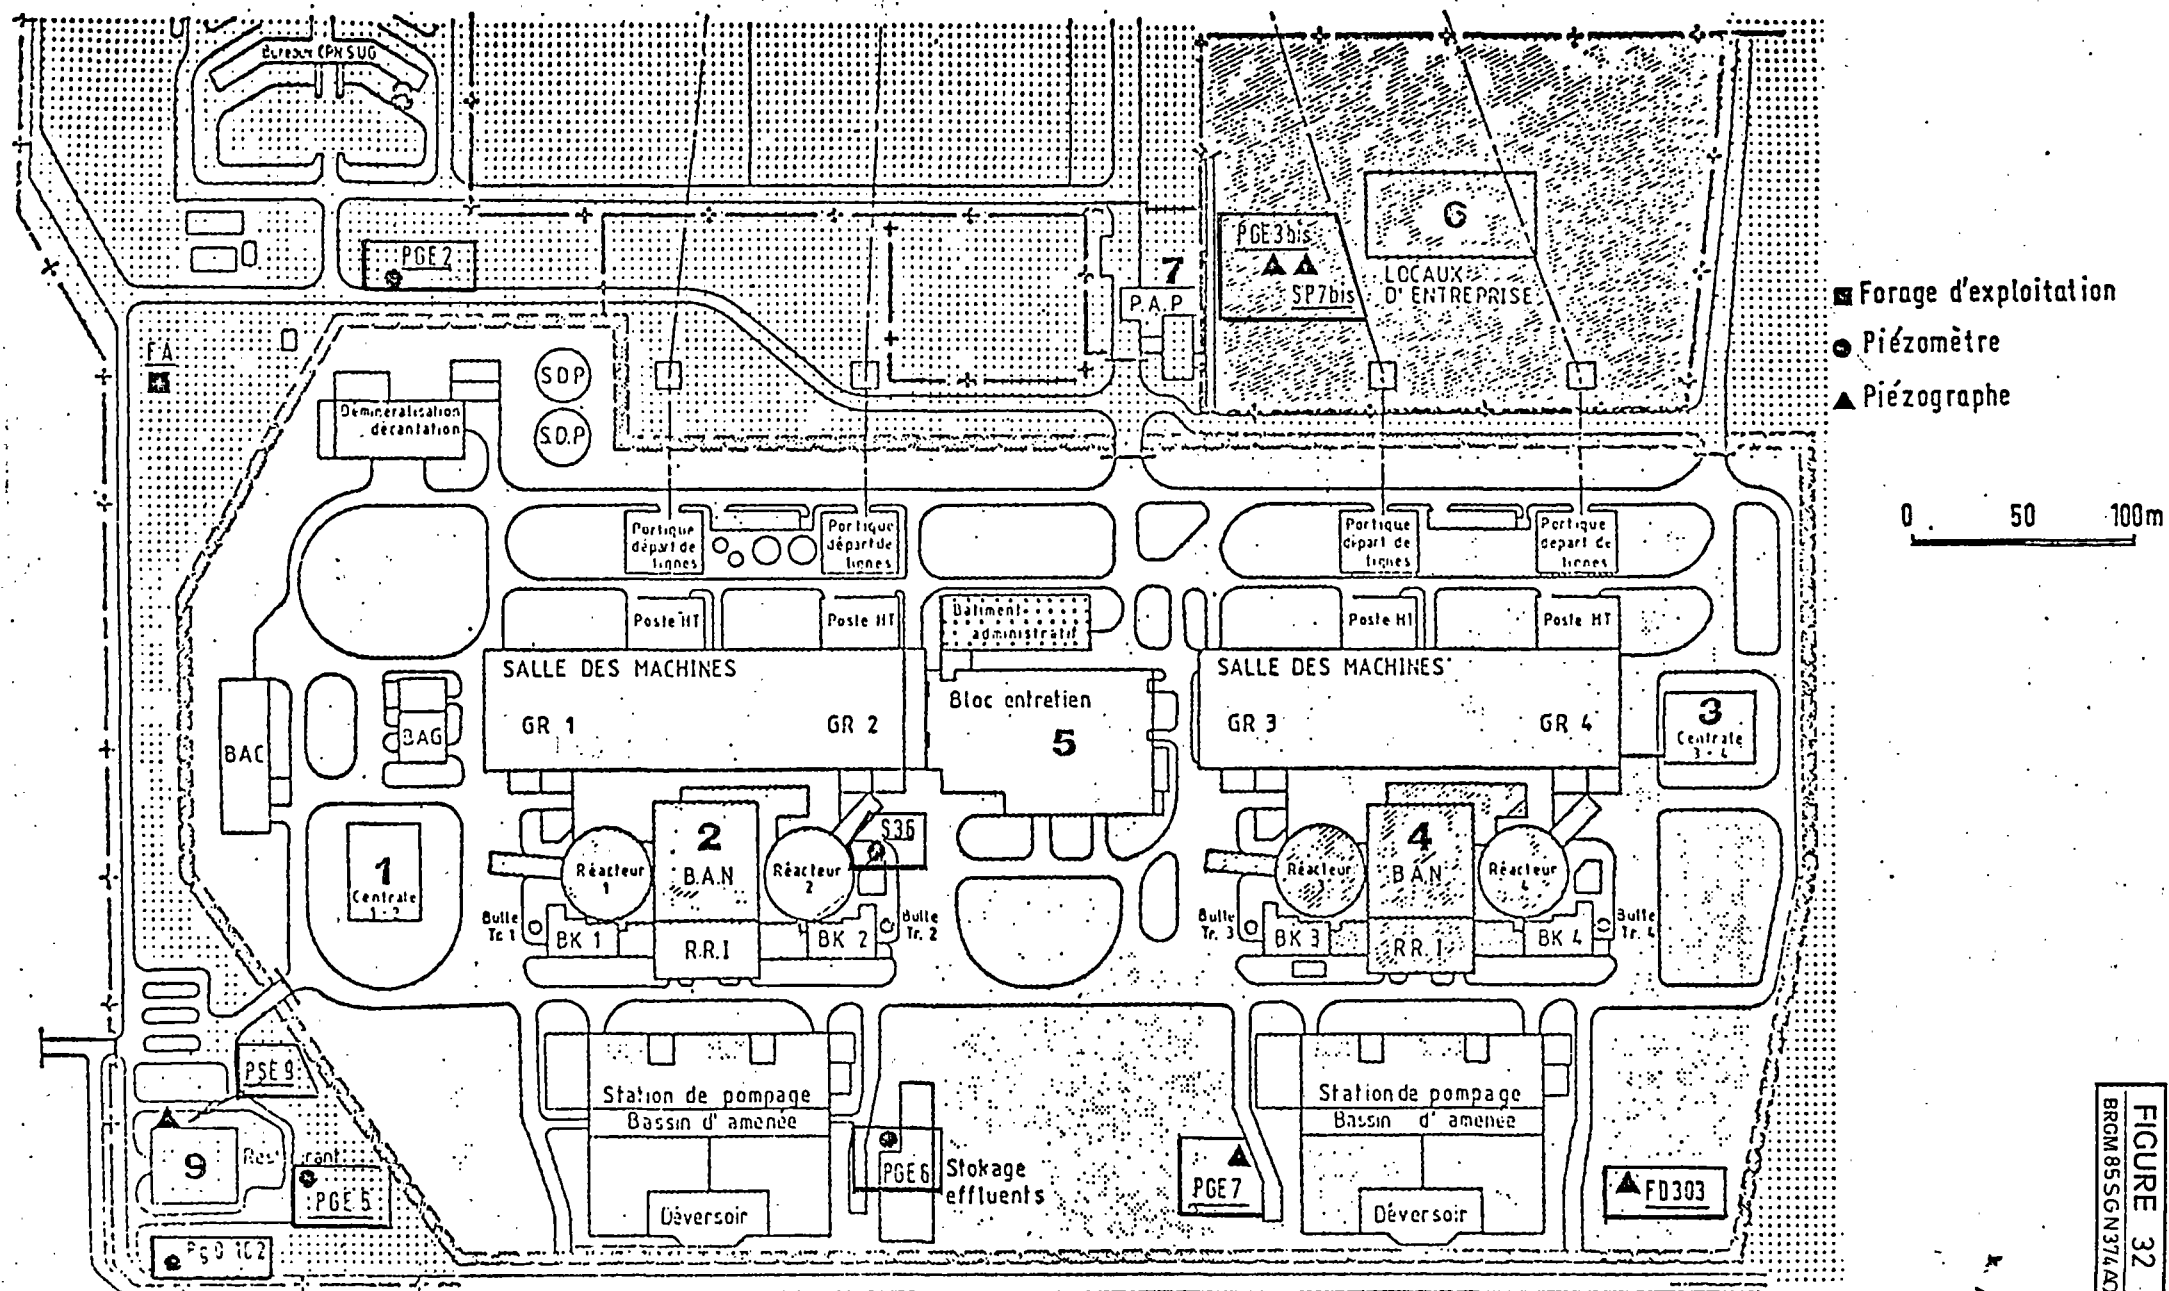 Bureaux CPN SUG
PGE 2
FA
Démineralisation
décantation
S.D.P
S.D.P
7
P. A. P
PGE 3bis
SP7bis
6
LOCAUX
D'ENTREPRISE
Forage d'exploitation
Piézomètre
Piézographe
0
50
100m
Portique
départ de
lignes
Portique
départ de
lignes
Portique
départ de
lignes
Portique
départ de
lignes
Poste HT
Poste HT
Bâtiment
administratif
Poste HT
Poste HT
SALLE DES MACHINES
GR 1
GR 2
Bloc entretien
5
SALLE DES MACHINES
GR 3
GR 4
3
Centrale
3-4
BAC
BAG
1
Centrale
1-2
Réacteur
1
2
B.A.N
Réacteur
2
S36
Réacteur
3
4
B A N
Réacteur
4
Bulle
Tr. 1
BK 1
R.R.I
BK 2
Bulle
Tr. 2
Bulle
Tr. 3
BK 3
R.R.I
BK 4
Bulle
Tr. 4
PSE 9
9
Restaurant
PGE 5
Station de pompage
Bassin d'amenée
Déversoir
PGE 6
Stokage
effluents
PGE 7
Station de pompage
Bassin d'amenée
Déversoir
FD303
FIGURE 32